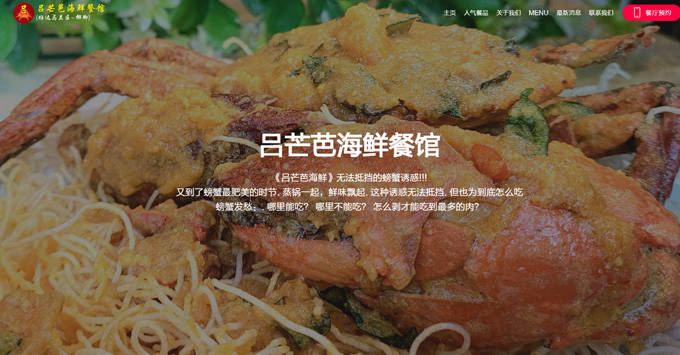 吕芒芭海鲜餐馆
主页 人气餐品 关于我们 MENU 最新消息 联系我们 餐厅预约
吕芒芭海鲜餐馆
《吕芒芭海鲜》无法抵挡的螃蟹诱惑!!!
又到了螃蟹最肥美的时节, 蒸锅一起，鲜味飘起, 这种诱惑无法抵挡, 但也为到底怎么吃
螃蟹发愁： 哪里能吃？ 哪里不能吃？ 怎么剥才能吃到最多的肉?